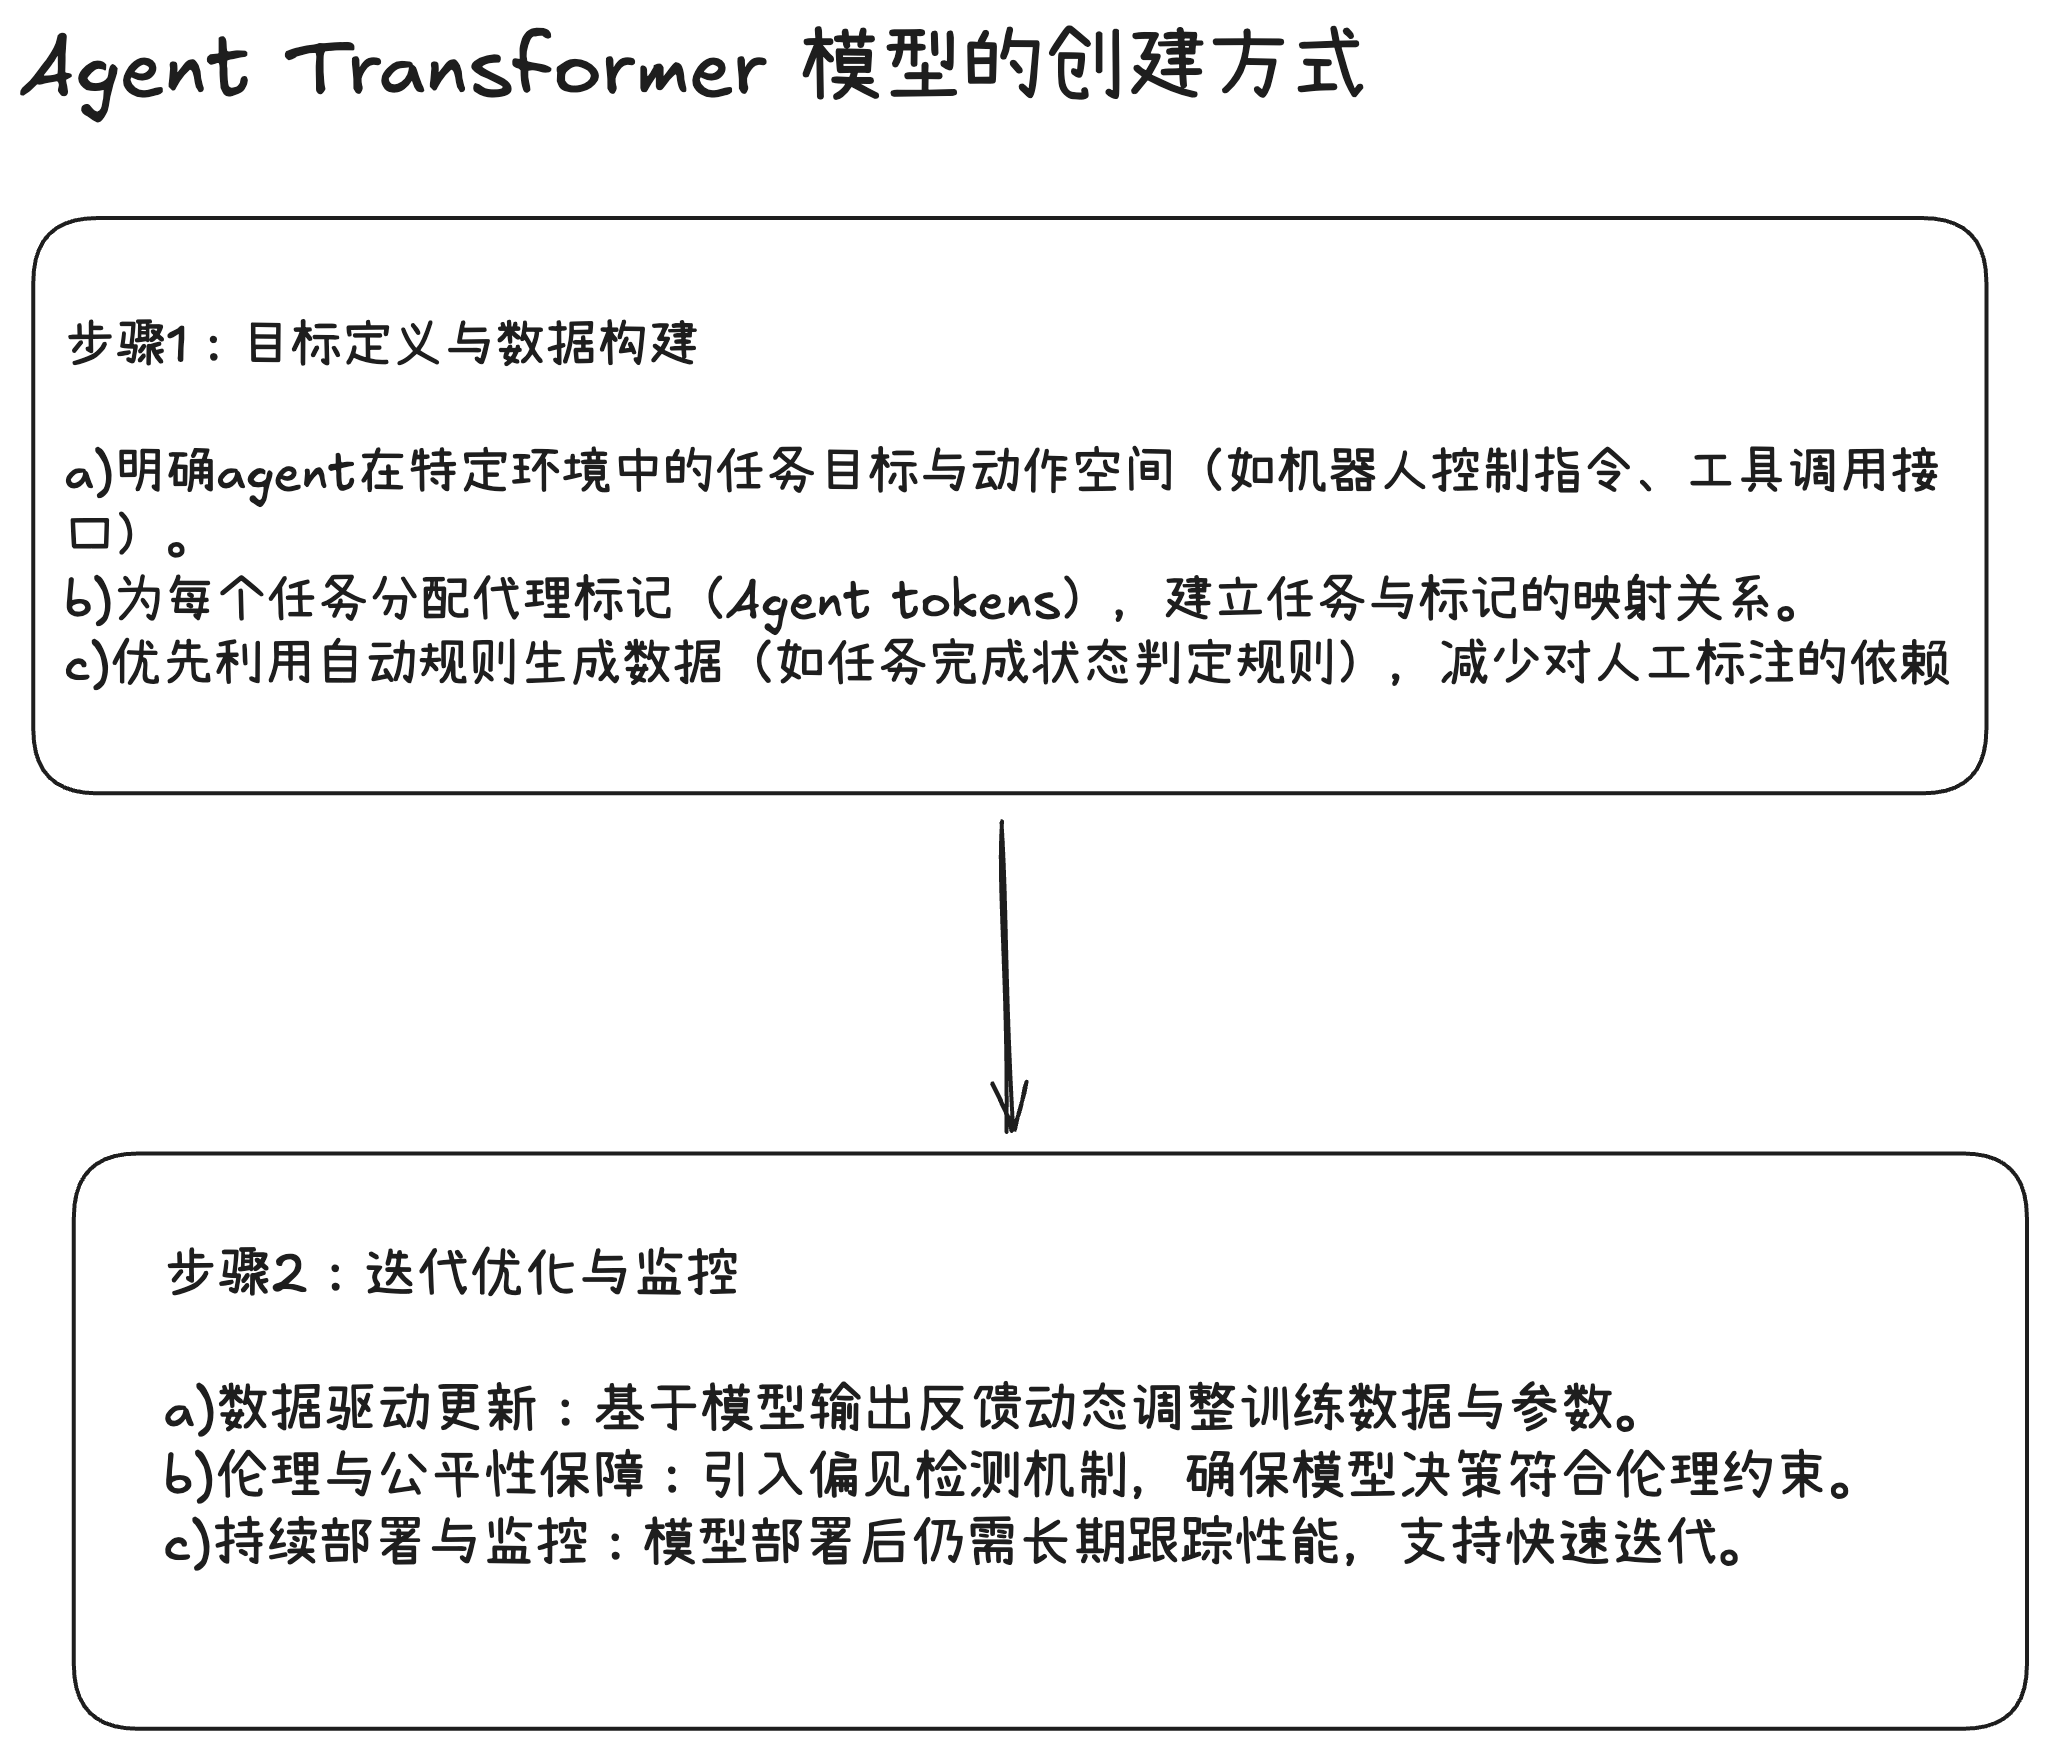 Agent Transformer 模型的创建方式
步骤1：目标定义与数据构建
a)明确agent在特定环境中的任务目标与动作空间（如机器人控制指令、工具调用接
口）。
b)为每个任务分配代理标记（Agent tokens），建立任务与标记的映射关系。
c)优先利用自动规则生成数据（如任务完成状态判定规则），减少对人工标注的依赖
步骤2：迭代优化与监控
a)数据驱动更新：基于模型输出反馈动态调整训练数据与参数。
b)伦理与公平性保障：引入偏见检测机制，确保模型决策符合伦理约束。
c)持续部署与监控：模型部署后仍需长期跟踪性能，支持快速迭代。